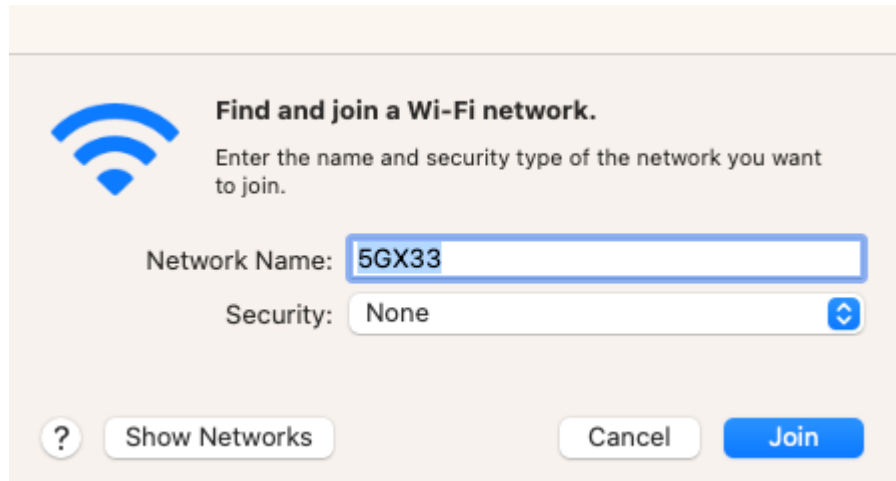 Find and join a Wi-Fi network.
Enter the name and security type of the network you want
to join.
Network Name: 5GX33
Security: None
? Show Networks Cancel Join